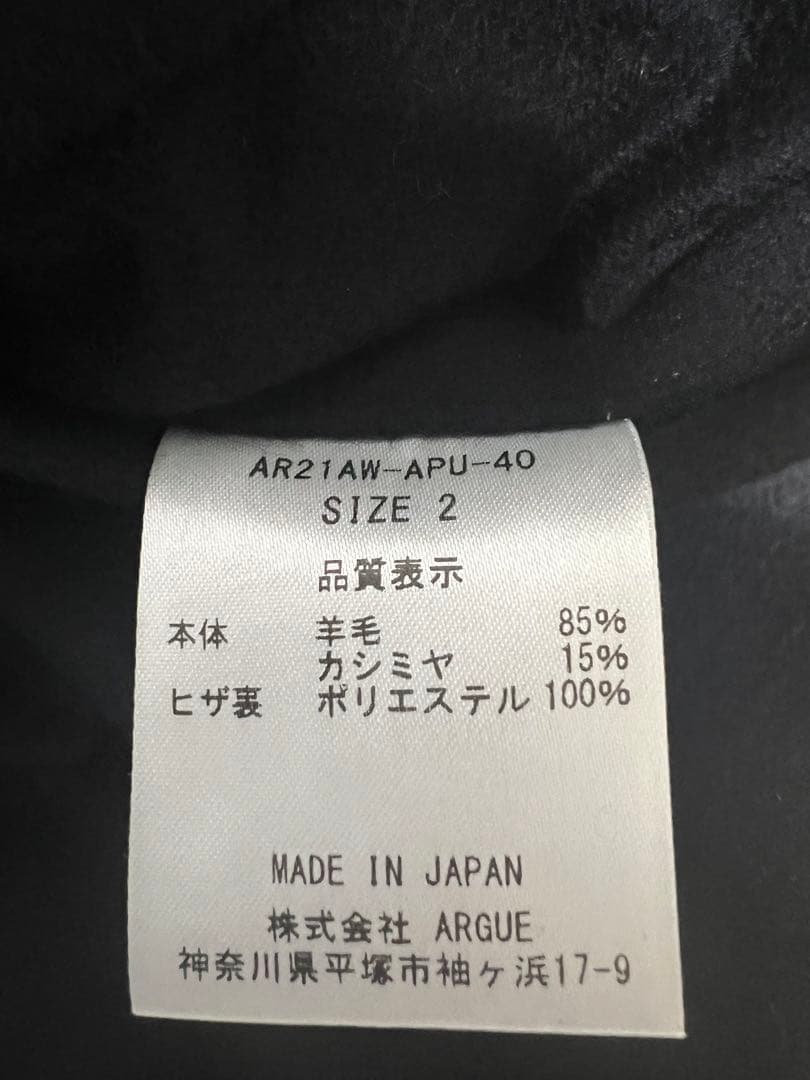 AR21AW-APU-40
SIZE 2
品質表示
本体 羊毛 85%
カシミヤ 15%
ヒザ裏 ポリエステル 100%
MADE IN JAPAN
株式会社 ARGUE
神奈川県平塚市袖ヶ浜17-9